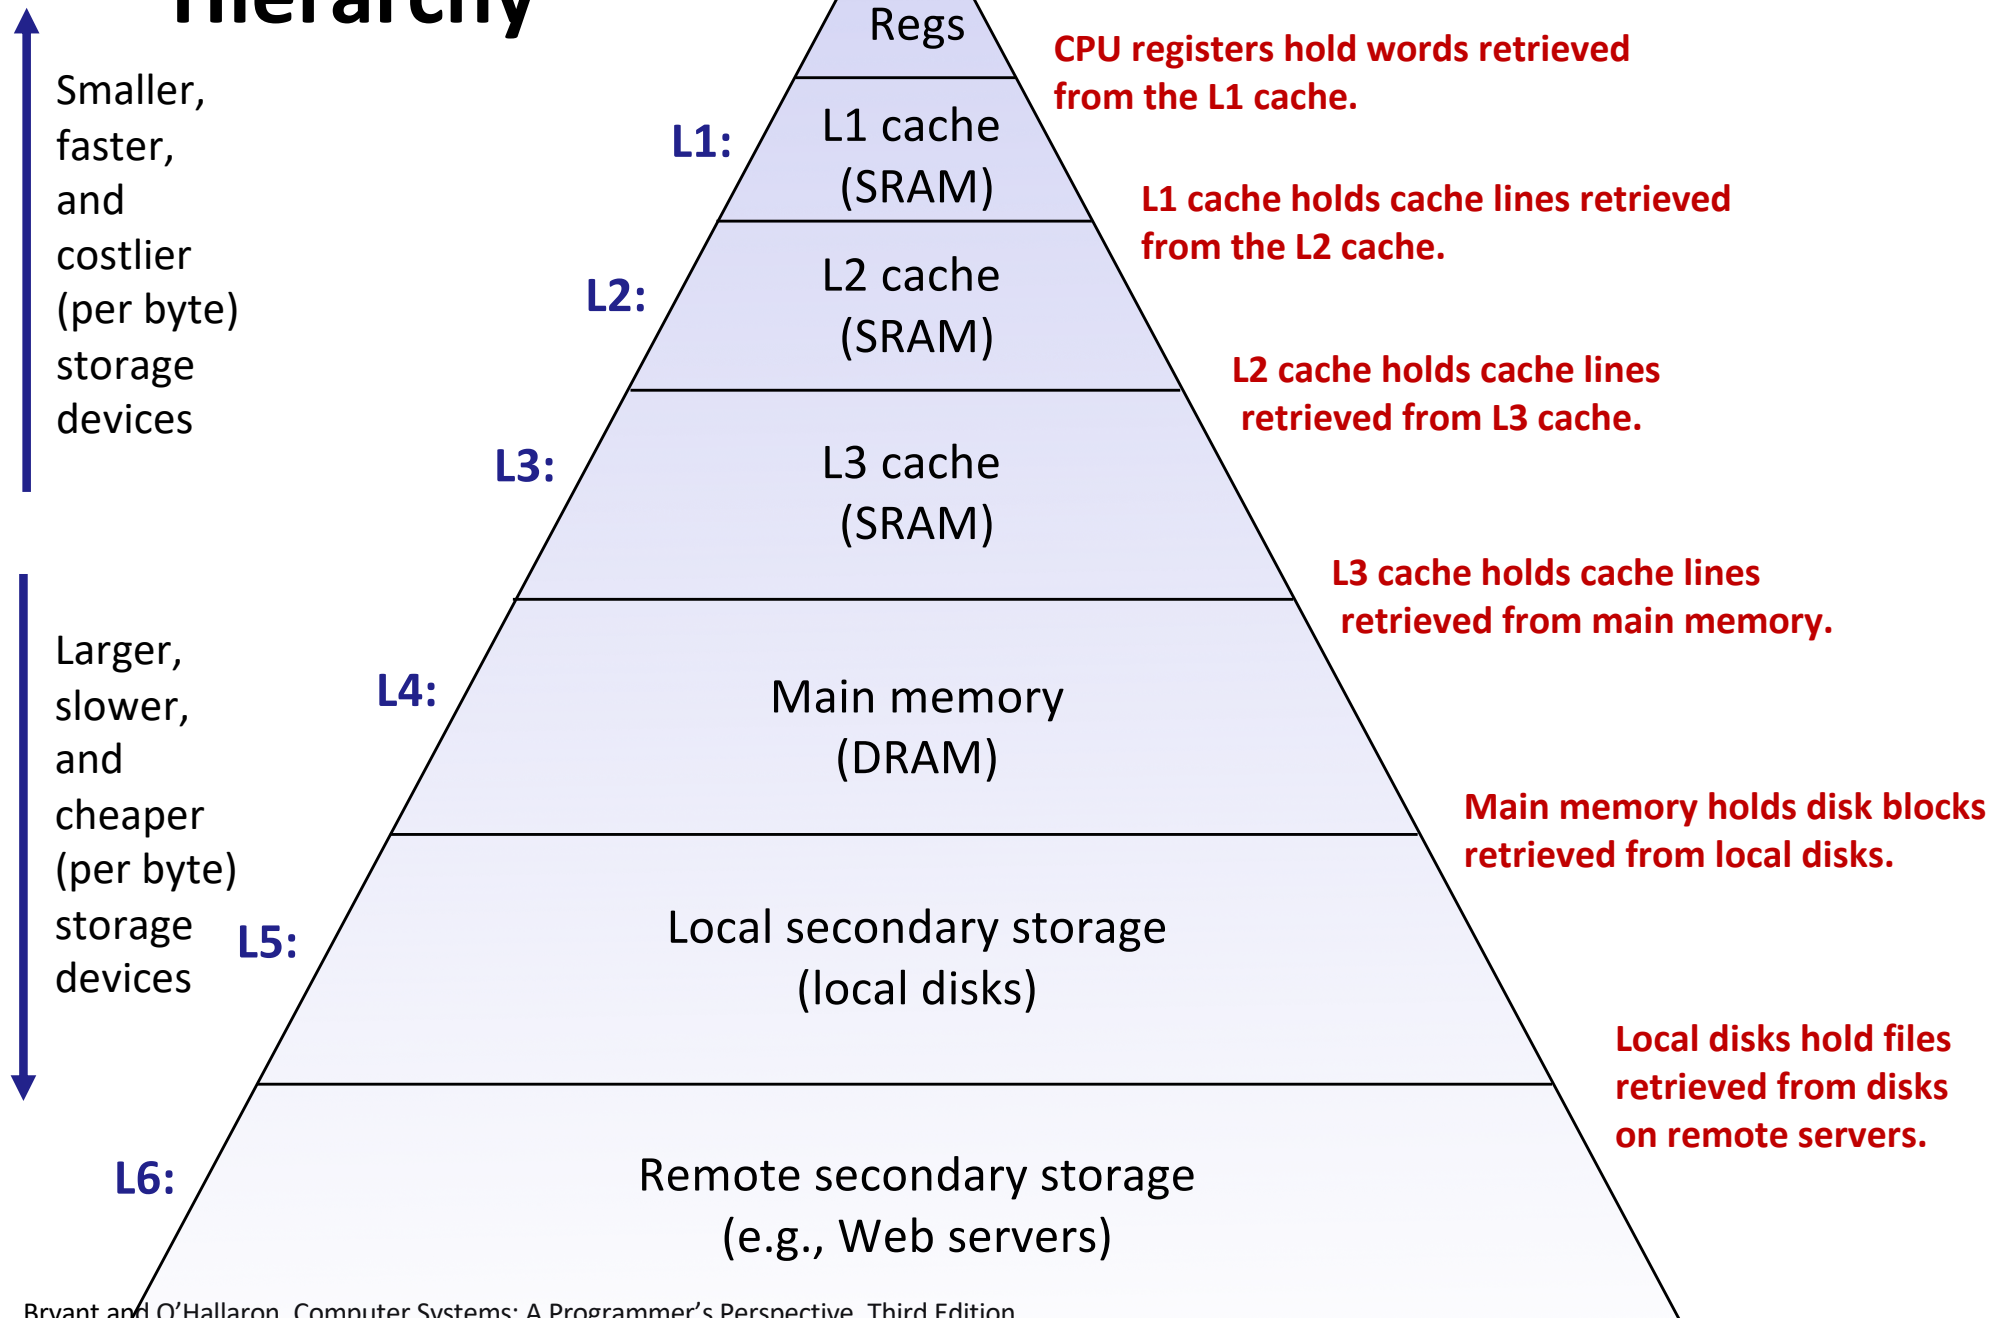 Hierarchy
Smaller,
faster,
and
costlier
(per byte)
storage
devices
Larger,
slower,
and
cheaper
(per byte)
storage
devices
Regs
CPU registers hold words retrieved
from the L1 cache.
L1:
L1 cache
(SRAM)
L1 cache holds cache lines retrieved
from the L2 cache.
L2:
L2 cache
(SRAM)
L2 cache holds cache lines
retrieved from L3 cache.
L3:
L3 cache
(SRAM)
L3 cache holds cache lines
retrieved from main memory.
L4:
Main memory
(DRAM)
Main memory holds disk blocks
retrieved from local disks.
L5:
Local secondary storage
(local disks)
Local disks hold files
retrieved from disks
on remote servers.
L6:
Remote secondary storage
(e.g., Web servers)
Bryant and O'Hallaron, Computer Systems: A Programmer's Perspective, Third Edition